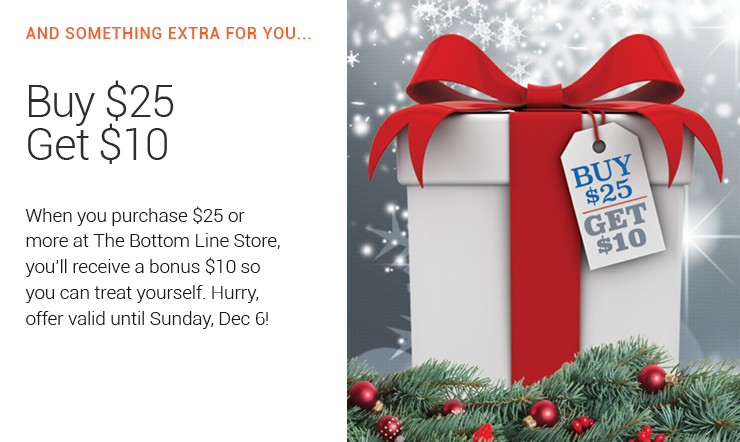 AND SOMETHING EXTRA FOR YOU...
Buy $25
Get $10
When you purchase $25 or
more at The Bottom Line Store,
you'll receive a bonus $10 so
you can treat yourself. Hurry,
offer valid until Sunday, Dec 6!
BUY
$25
GET
$10